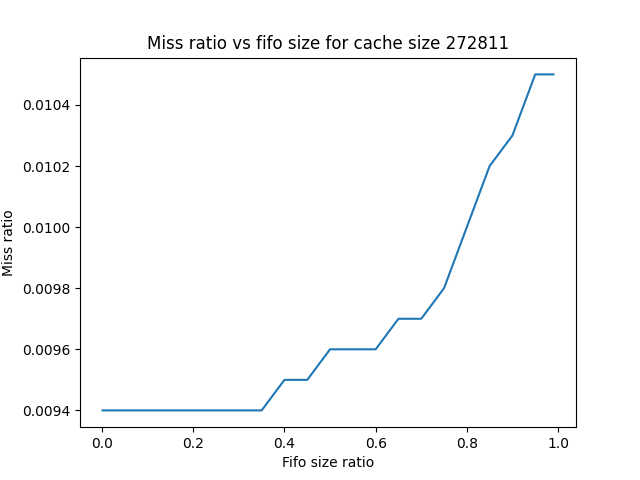 Miss ratio vs fifo size for cache size 272811
0.0104
0.0102
0.0100
0.0098
0.0096
0.0094
Miss ratio
0.0 0.2 0.4 0.6 0.8 1.0
Fifo size ratio